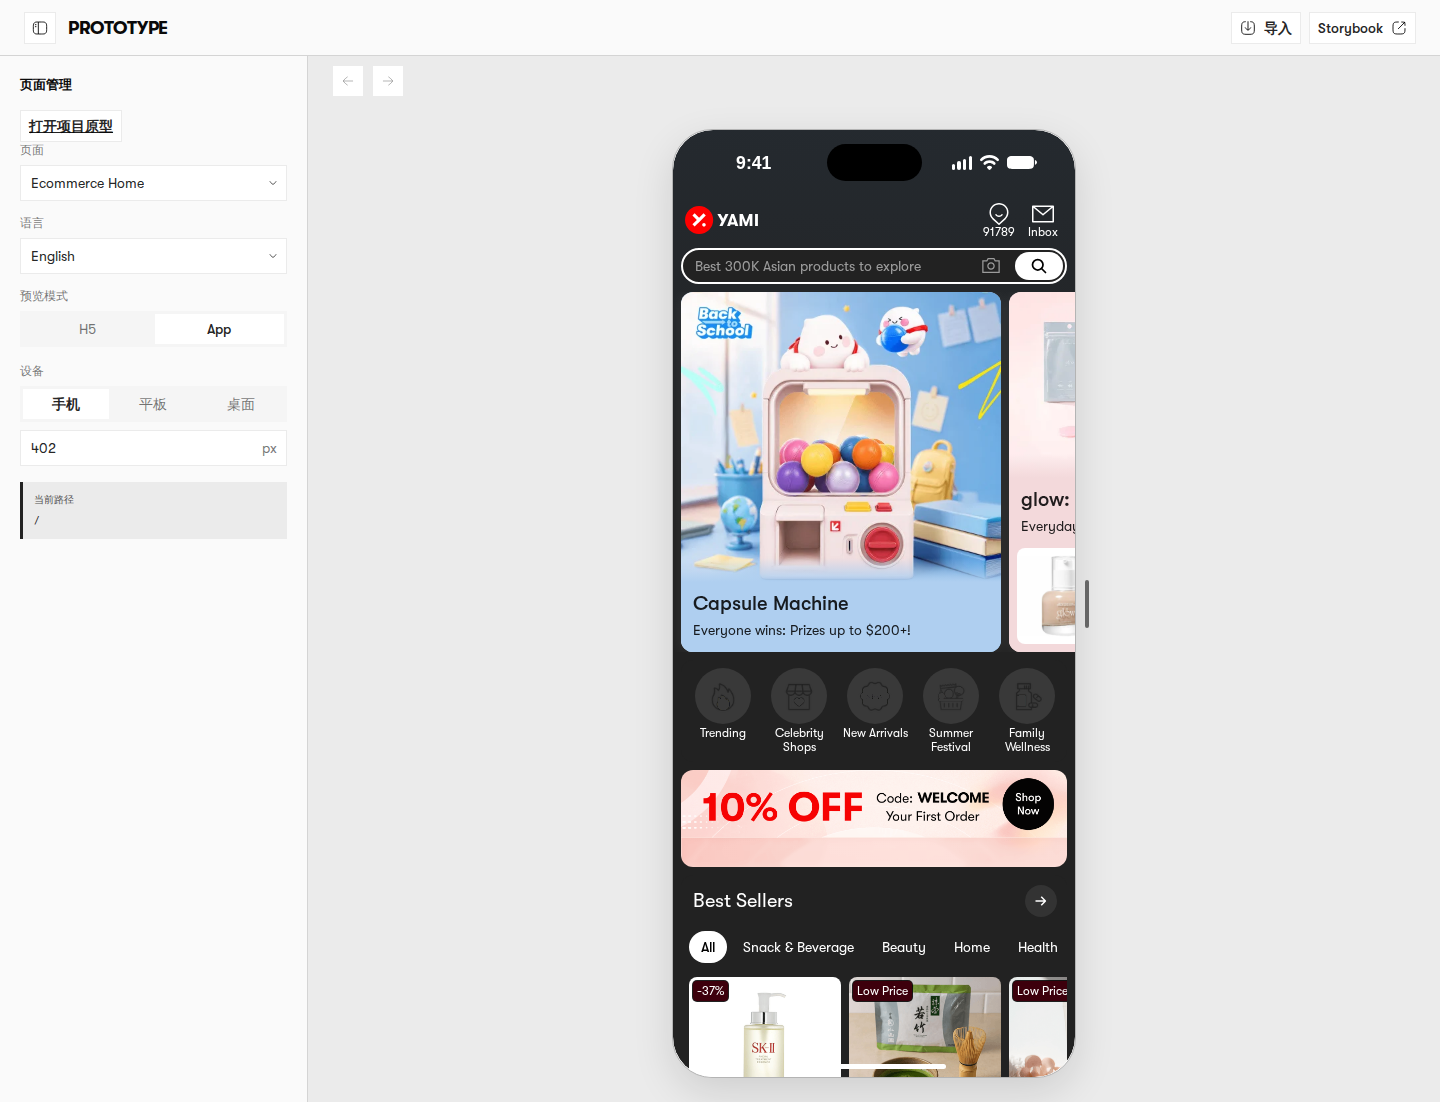 PROTOTYPE
导入
Storybook
页面管理
打开项目原型
页面
Ecommerce Home
语言
English
预览模式
H5
App
设备
手机
平板
桌面
402
px
当前路径
/
9:41
YAMI
91789
Inbox
Best 300K Asian products to explore
Back
to
School
Capsule Machine
Everyone wins: Prizes up to $200+!
glow:
Everyday
Trending
Celebrity
Shops
New Arrivals
Summer
Festival
Family
Wellness
10% OFF
Code: WELCOME
Your First Order
Shop
Now
Best Sellers
All
Snack & Beverage
Beauty
Home
Health
-37%
Low Price
Low Price
SK-II
若竹